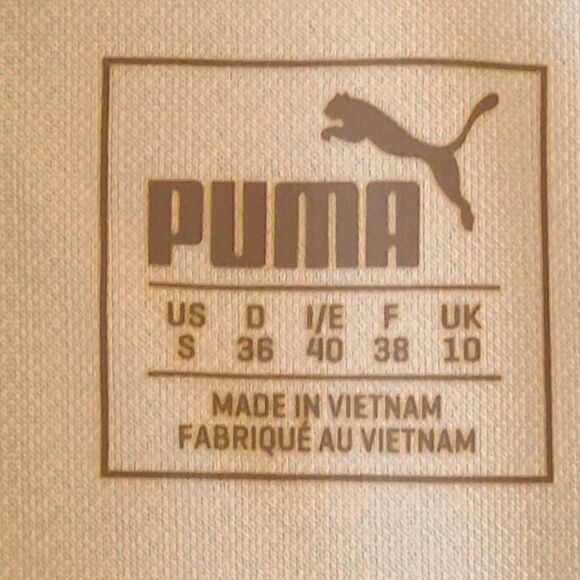 PUMA
US D I/E F UK
S 36 40 38 10
MADE IN VIETNAM
FABRIQUÉ AU VIETNAM